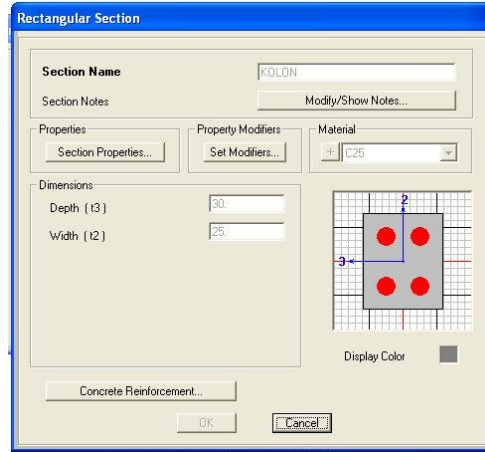 Rectangular Section
Section Name
KOLON
Section Notes
Modify/Show Notes...
Properties
Property Modifiers
Material
Section Properties...
Set Modifiers...
+
C25
Dimensions
Depth ( t3 )
30.
Width ( t2 )
25.
2
3
Display Color
Concrete Reinforcement...
OK
Cancel